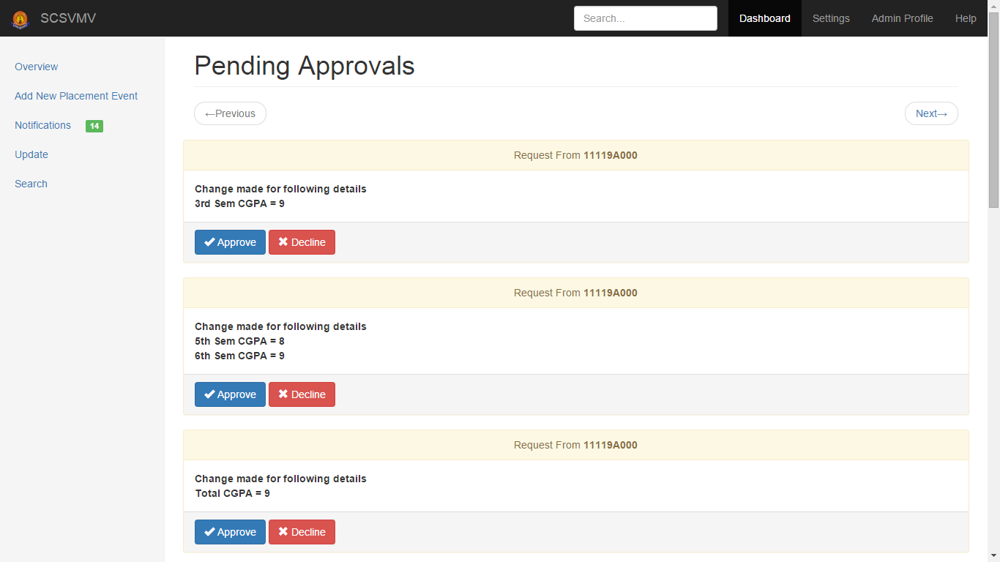 SCSVMV
Search...
Dashboard
Settings
Admin Profile
Help
Overview
Add New Placement Event
Notifications 14
Update
Search
Pending Approvals
←Previous
Next→
Request From 11119A000
Change made for following details
3rd Sem CGPA = 9
Approve Decline
Request From 11119A000
Change made for following details
5th Sem CGPA = 8
6th Sem CGPA = 9
Approve Decline
Request From 11119A000
Change made for following details
Total CGPA = 9
Approve Decline